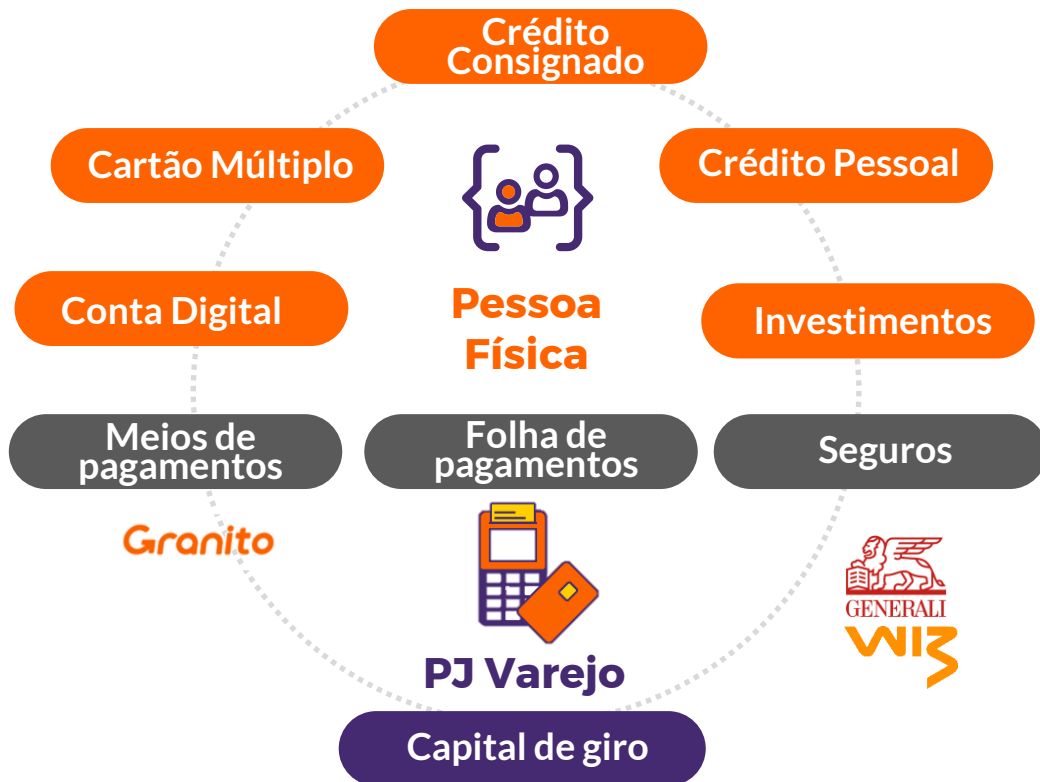 Crédito
Consignado
Cartão Múltiplo
Crédito Pessoal
Conta Digital
Pessoa
Física
Investimentos
Meios de
pagamentos
Folha de
pagamentos
Seguros
Granito
GENERALI
WIZ
PJ Varejo
Capital de giro